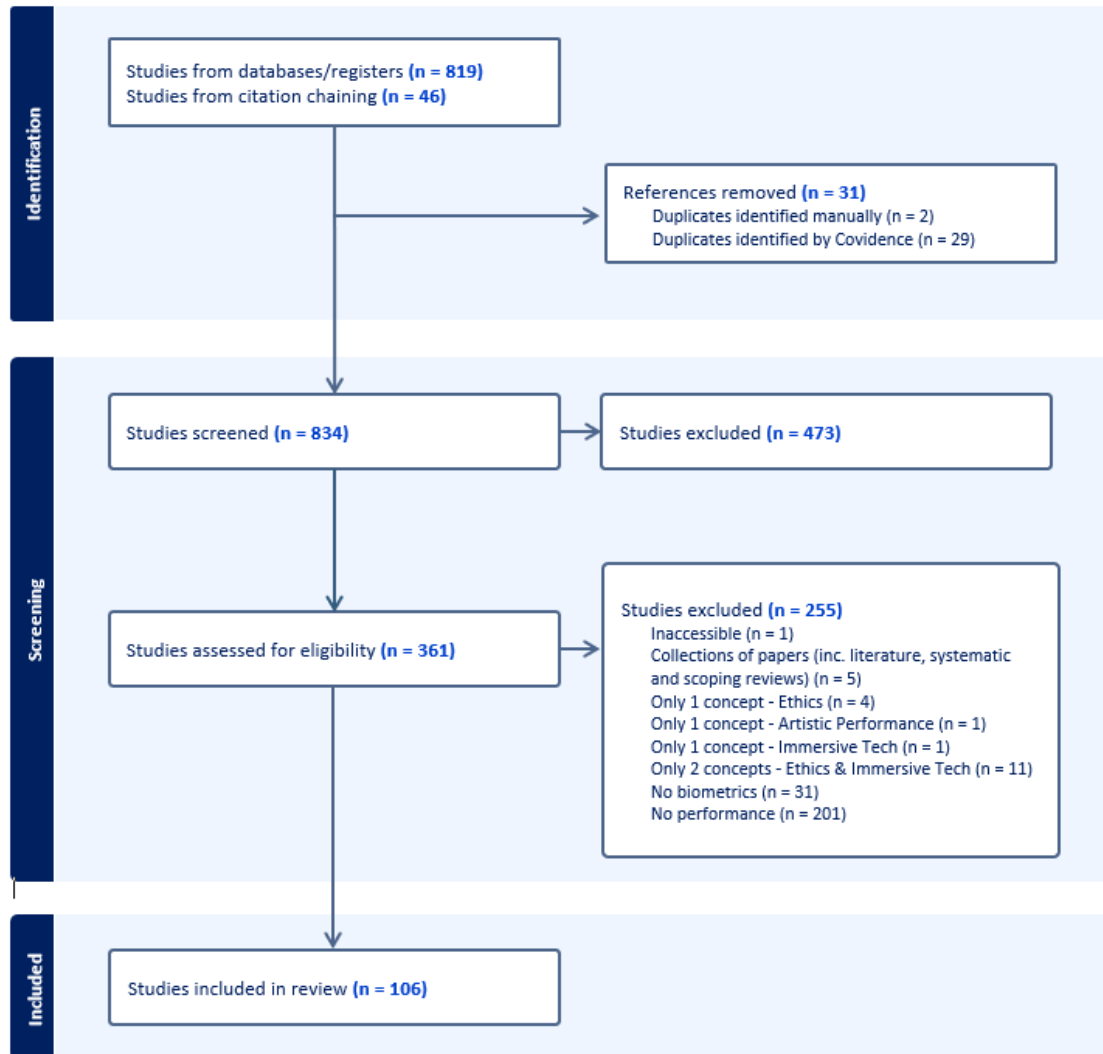 Identification
Studies from databases/registers (n = 819)
Studies from citation chaining (n = 46)
References removed (n = 31)
Duplicates identified manually (n = 2)
Duplicates identified by Covidence (n = 29)
Screening
Studies screened (n = 834)
Studies excluded (n = 473)
Studies assessed for eligibility (n = 361)
Studies excluded (n = 255)
Inaccessible (n = 1)
Collections of papers (inc. literature, systematic
and scoping reviews) (n = 5)
Only 1 concept - Ethics (n = 4)
Only 1 concept - Artistic Performance (n = 1)
Only 1 concept - Immersive Tech (n = 1)
Only 2 concepts - Ethics & Immersive Tech (n = 11)
No biometrics (n = 31)
No performance (n = 201)
Included
Studies included in review (n = 106)